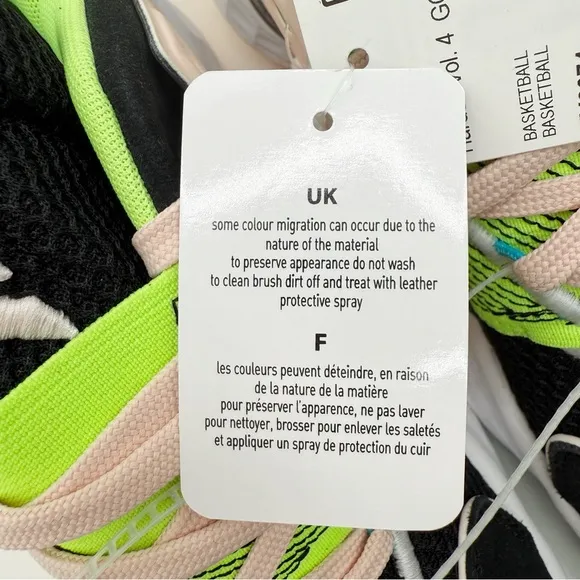 vol. 4
BASKETBALL
BASKETBALL
UK
some colour migration can occur due to the
nature of the material
to preserve appearance do not wash
to clean brush dirt off and treat with leather
protective spray
F
les couleurs peuvent déteindre, en raison
de la nature de la matière
pour préserver l'apparence, ne pas laver
pour nettoyer, brosser pour enlever les saletés
et appliquer un spray de protection du cuir